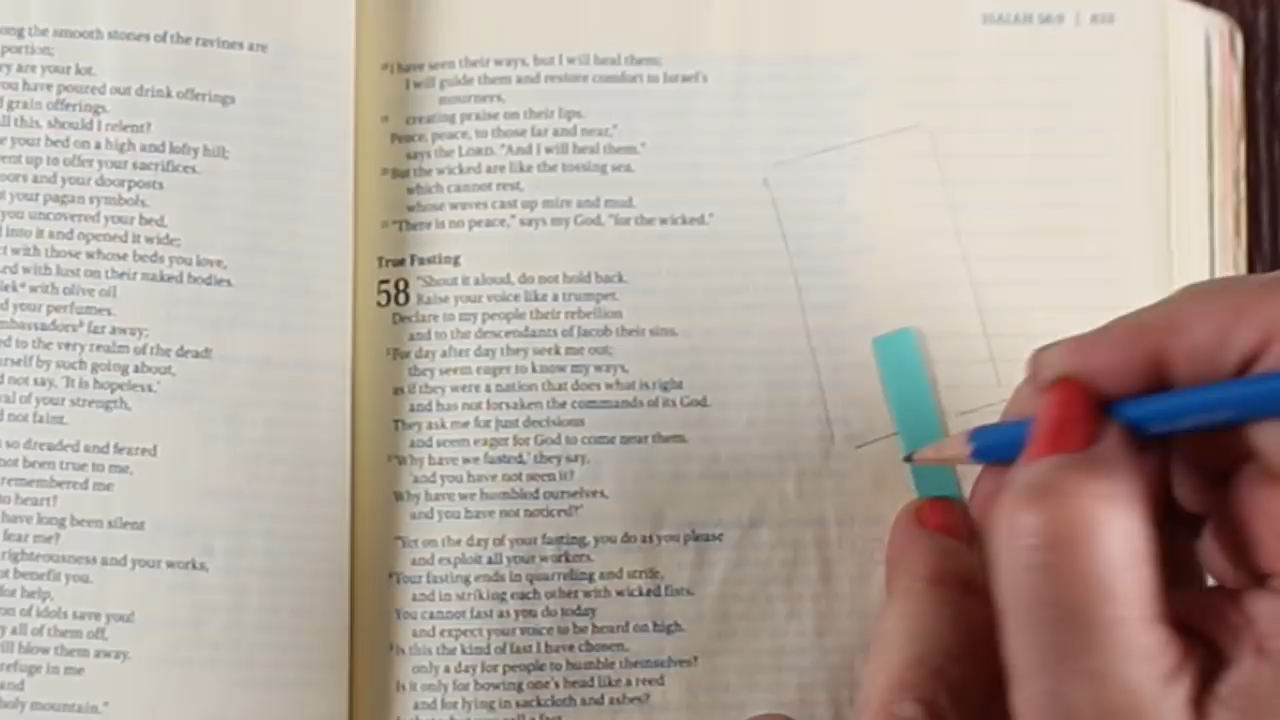 ong the smooth stones of the ravines are
portion;
ry are your lot.
ou have poured out drink offerings
d grain offerings.
ll this, should I relent?
e your bed on a high and lofty hill;
ent up to offer your sacrifices.
oors and your doorposts
t your pagan symbols.
you uncovered your bed,
into it and opened it wide;
ct with those whose beds you love,
ed with lust on their naked bodies.
lek with olive oil
d your perfumes.
mbassadors far away;
ed to the very realm of the dead!
urself by such going about,
d not say, 'It is hopeless.'
val of your strength,
d not faint.
so dreaded and feared
not been true to me,
remembered me
to heart?
have long been silent
fear me?
righteousness and your works,
ot benefit you.
for help,
on of idols save you!
y all of them off,
ill blow them away.
refuge in me
and
holy mountain."
ISAIAH 58:9 |
I have seen their ways, but I will heal them;
I will guide them and restore comfort to Israel's
mourners,
creating praise on their lips.
Peace, peace, to those far and near,"
says the LORD. "And I will heal them."
But the wicked are like the tossing sea,
which cannot rest,
whose waves cast up mire and mud.
"There is no peace," says my God, "for the wicked."
True Fasting
58 "Shout it aloud, do not hold back.
Raise your voice like a trumpet.
Declare to my people their rebellion
and to the descendants of Jacob their sins.
For day after day they seek me out;
they seem eager to know my ways,
as if they were a nation that does what is right
and has not forsaken the commands of its God.
They ask me for just decisions
and seem eager for God to come near them.
'Why have we fasted,' they say,
'and you have not seen it?
Why have we humbled ourselves,
and you have not noticed?'
"Yet on the day of your fasting, you do as you please
and exploit all your workers.
Your fasting ends in quarreling and strife,
and in striking each other with wicked fists.
You cannot fast as you do today
and expect your voice to be heard on high.
Is this the kind of fast I have chosen,
only a day for people to humble themselves?
Is it only for bowing one's head like a reed
and for lying in sackcloth and ashes?